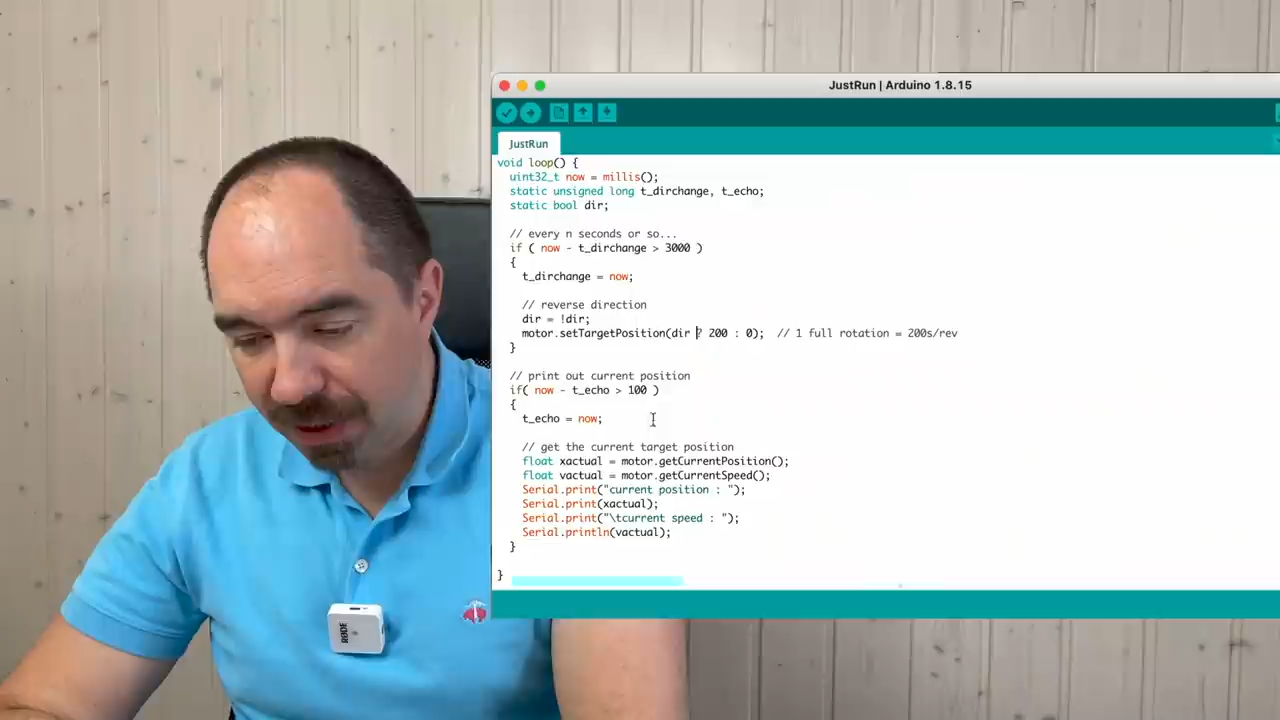 JustRun | Arduino 1.8.15
JustRun
void loop() {
uint32_t now = millis();
static unsigned long t_dirchange, t_echo;
static bool dir;
// every n seconds or so...
if ( now - t_dirchange > 3000 )
{
t_dirchange = now;
// reverse direction
dir = !dir;
motor.setTargetPosition(dir ? 200 : 0);  // 1 full rotation = 200s/rev
}
// print out current position
if( now - t_echo > 100 )
{
t_echo = now;
// get the current target position
float xactual = motor.getCurrentPosition();
float vactual = motor.getCurrentSpeed();
Serial.print("current position : ");
Serial.print(xactual);
Serial.print("\tcurrent speed : ");
Serial.println(vactual);
}
}
RØDE